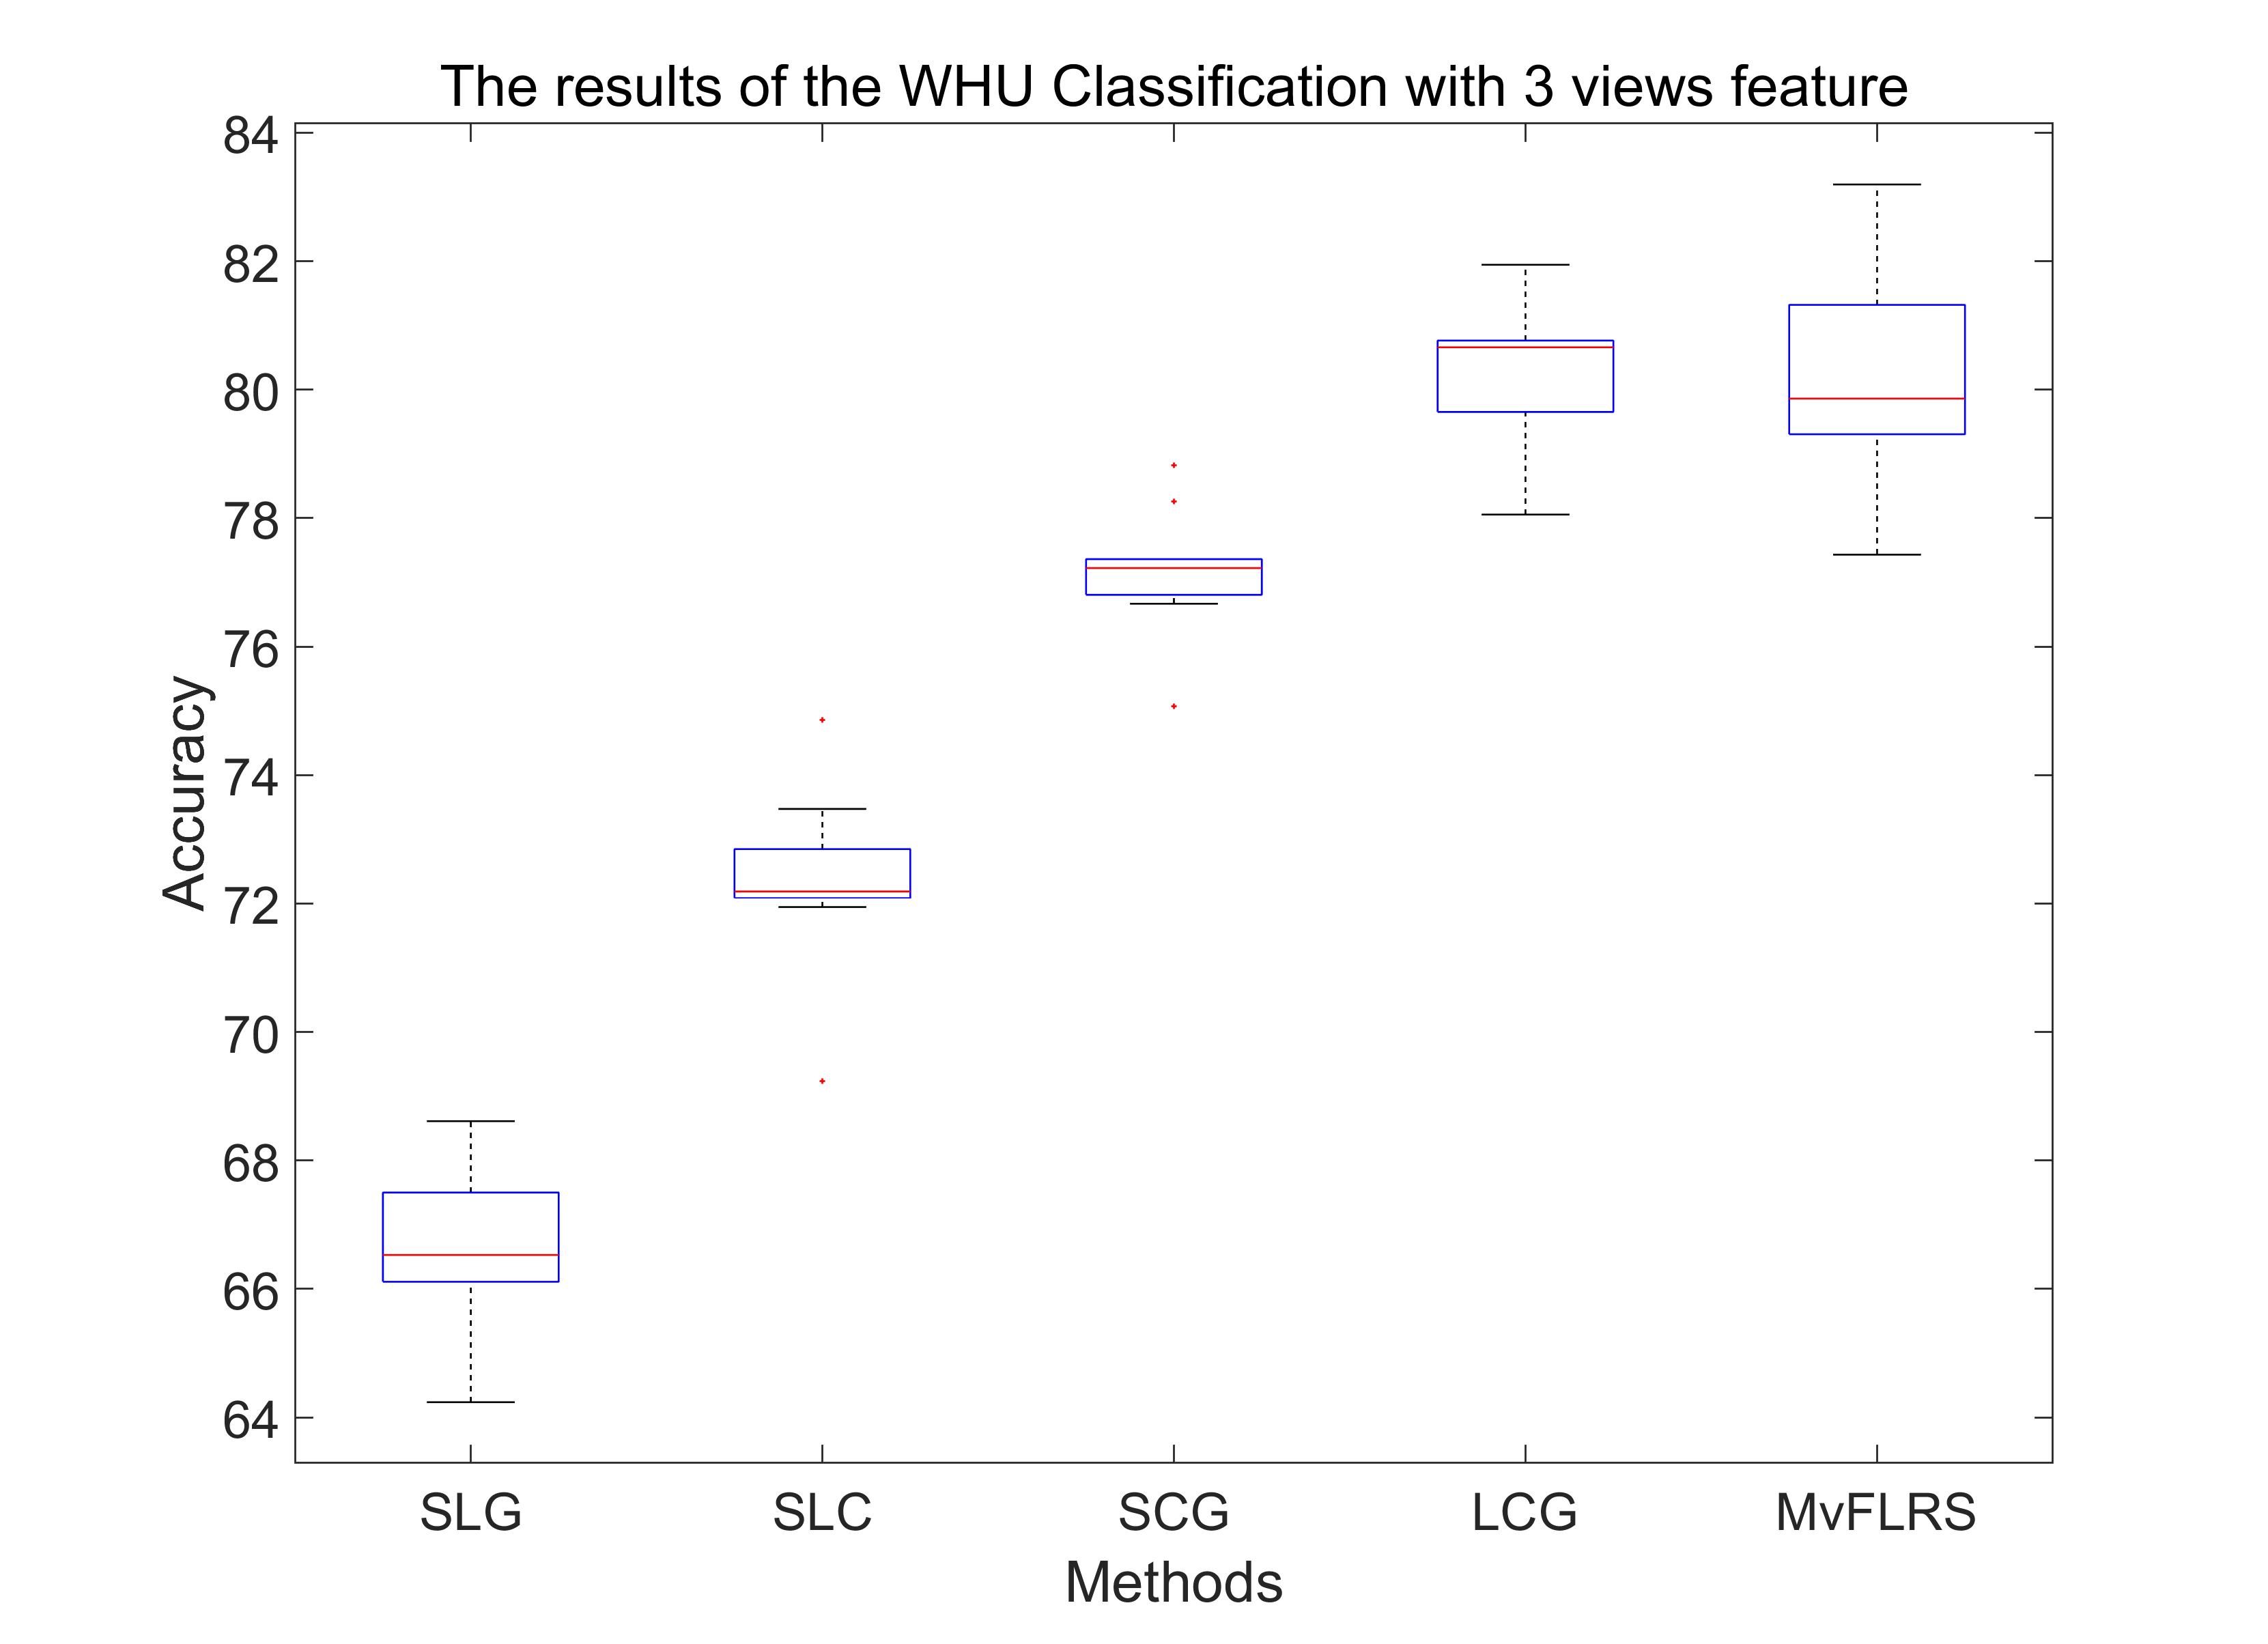 The results of the WHU Classification with 3 views feature
84
82
80
78
76
74
72
70
68
66
64
Accuracy
SLG SLC SCG LCG MvFLRS
Methods